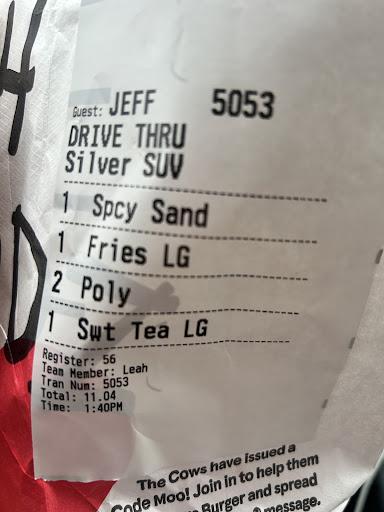 Guest: JEFF 5053
DRIVE THRU
Silver SUV
1 Spcy Sand
1 Fries LG
2 Poly
1 Swt Tea LG
Register: 56
Team Member: Leah
Tran Num: 5053
Total: 11.04
Time: 1:40PM
The Cows have issued a
Code Moo! Join in to help them
Burger and spread
message.